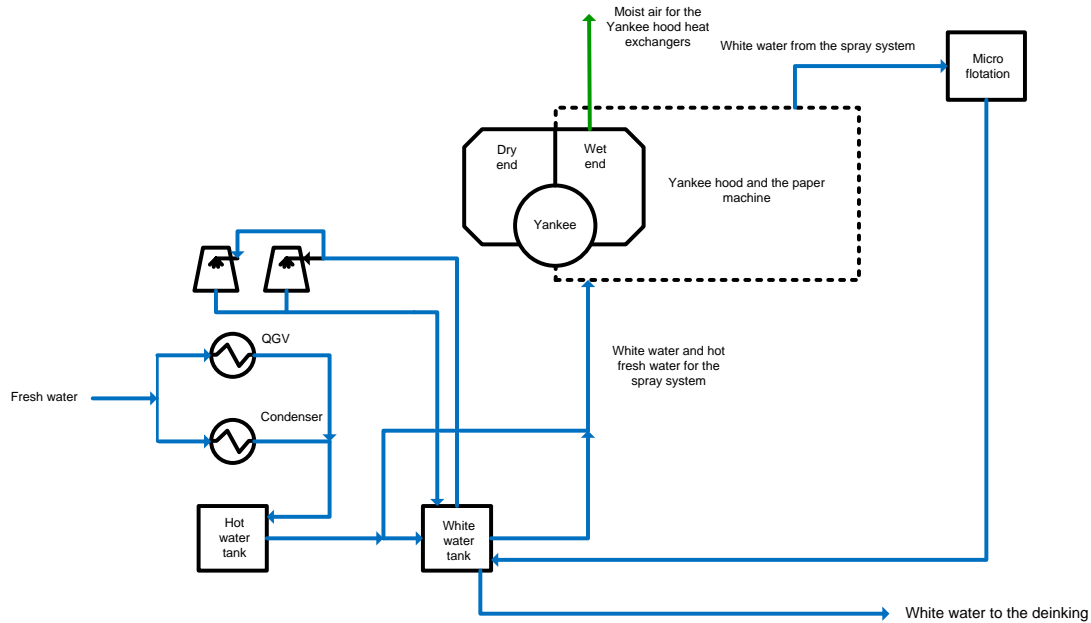 Moist air for the
Yankee hood heat
exchangers
White water from the spray system
Micro
flotation
Dry
end
Wet
end
Yankee hood and the paper
machine
Yankee
QGV
White water and hot
fresh water for the
spray system
Fresh water
Condenser
Hot
water
tank
White
water
tank
White water to the deinking